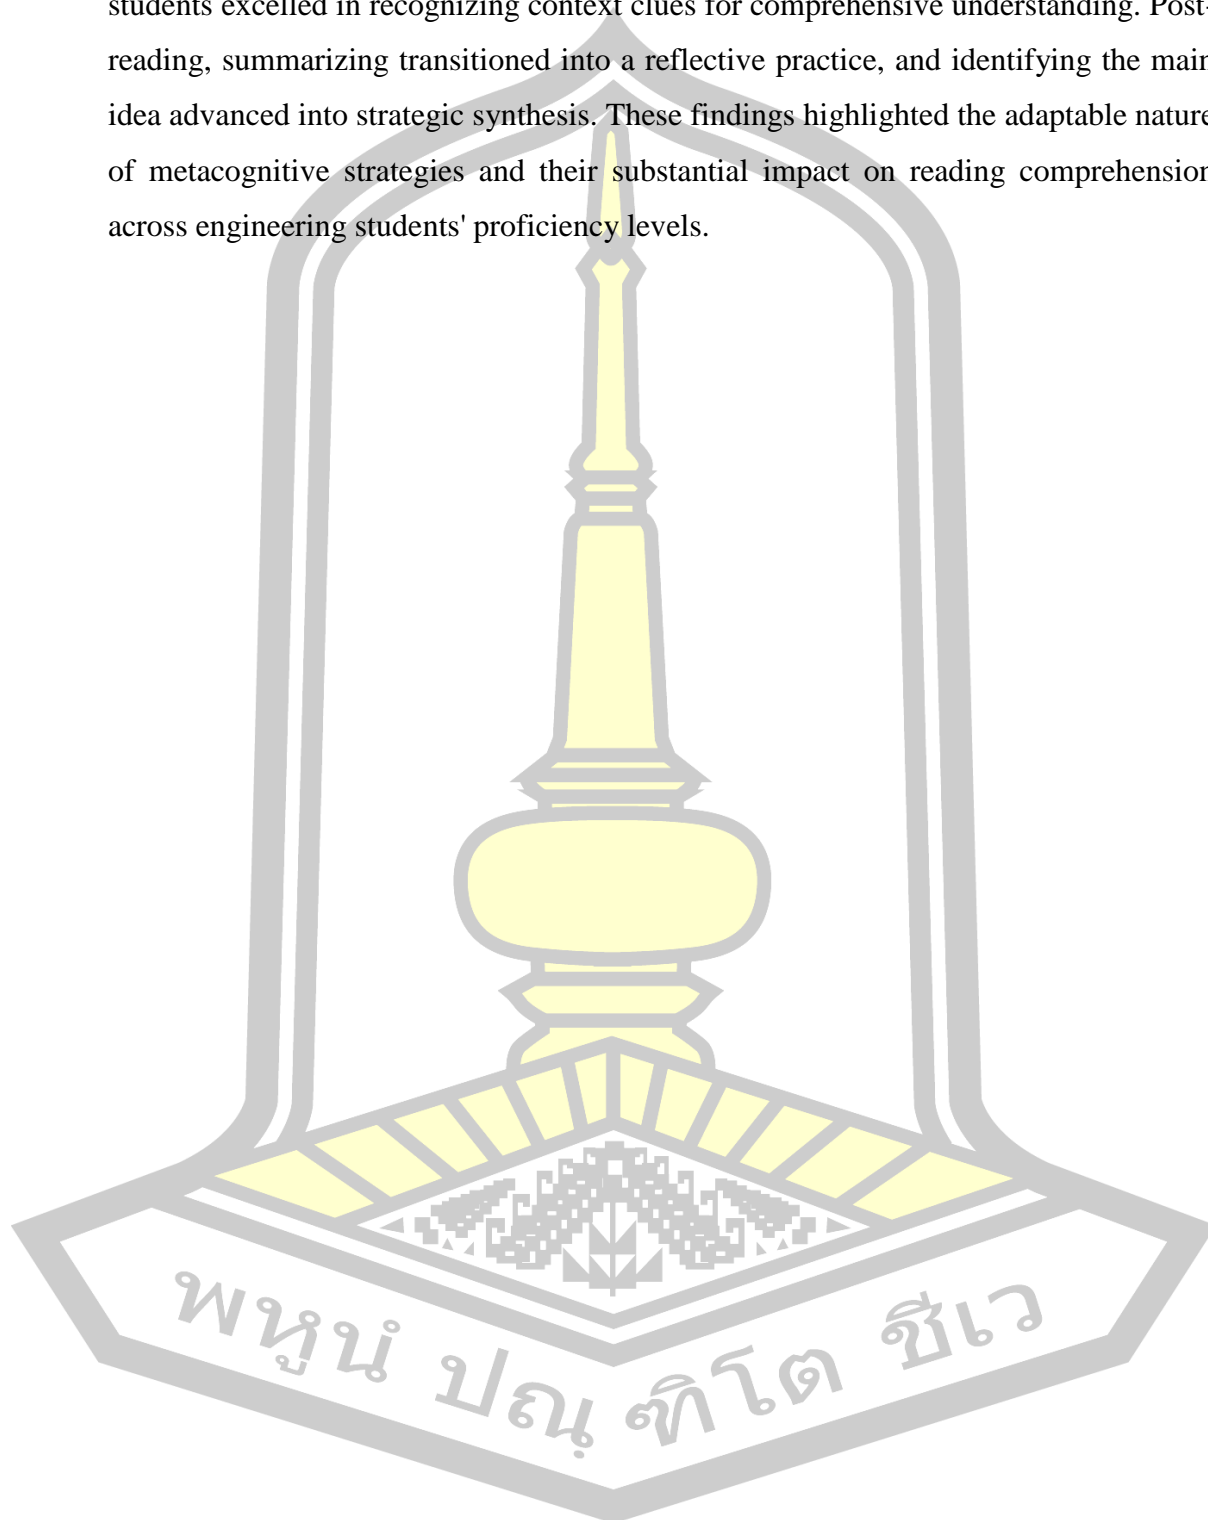 students excelled in recognizing context clues for comprehensive understanding. Post-
reading, summarizing transitioned into a reflective practice, and identifying the main
idea advanced into strategic synthesis. These findings highlighted the adaptable nature
of metacognitive strategies and their substantial impact on reading comprehension
across engineering students' proficiency levels.
พหูนํ ปณฺฑิโต ชีเว